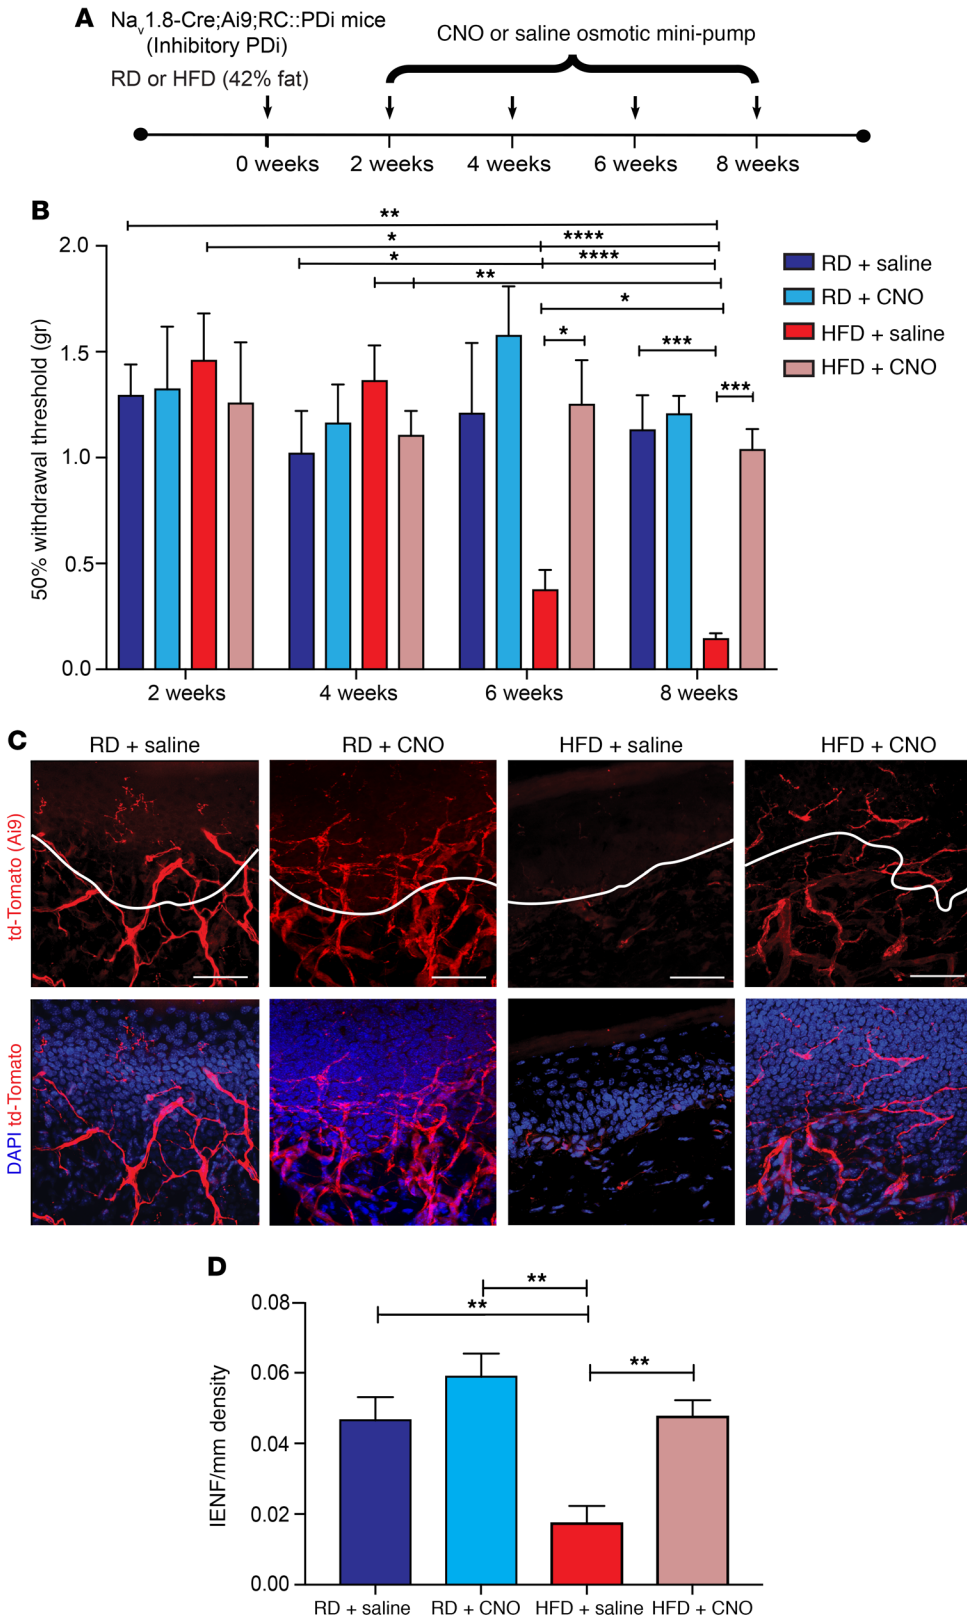 A
Nav1.8-Cre;Ai9;RC::PDi mice
(Inhibitory PDi)
RD or HFD (42% fat)
CNO or saline osmotic mini-pump
0 weeks 2 weeks 4 weeks 6 weeks 8 weeks
B
50% withdrawal threshold (gr)
2.0
1.5
1.0
0.5
0.0
**
* ****
* ****
**
*
* ***
***
RD + saline
RD + CNO
HFD + saline
HFD + CNO
2 weeks 4 weeks 6 weeks 8 weeks
C
RD + saline RD + CNO HFD + saline HFD + CNO
td-Tomato (Ai9)
DAPI td-Tomato
D
IENF/mm density
0.08
0.06
0.04
0.02
0.00
**
**
**
RD + saline RD + CNO HFD + saline HFD + CNO